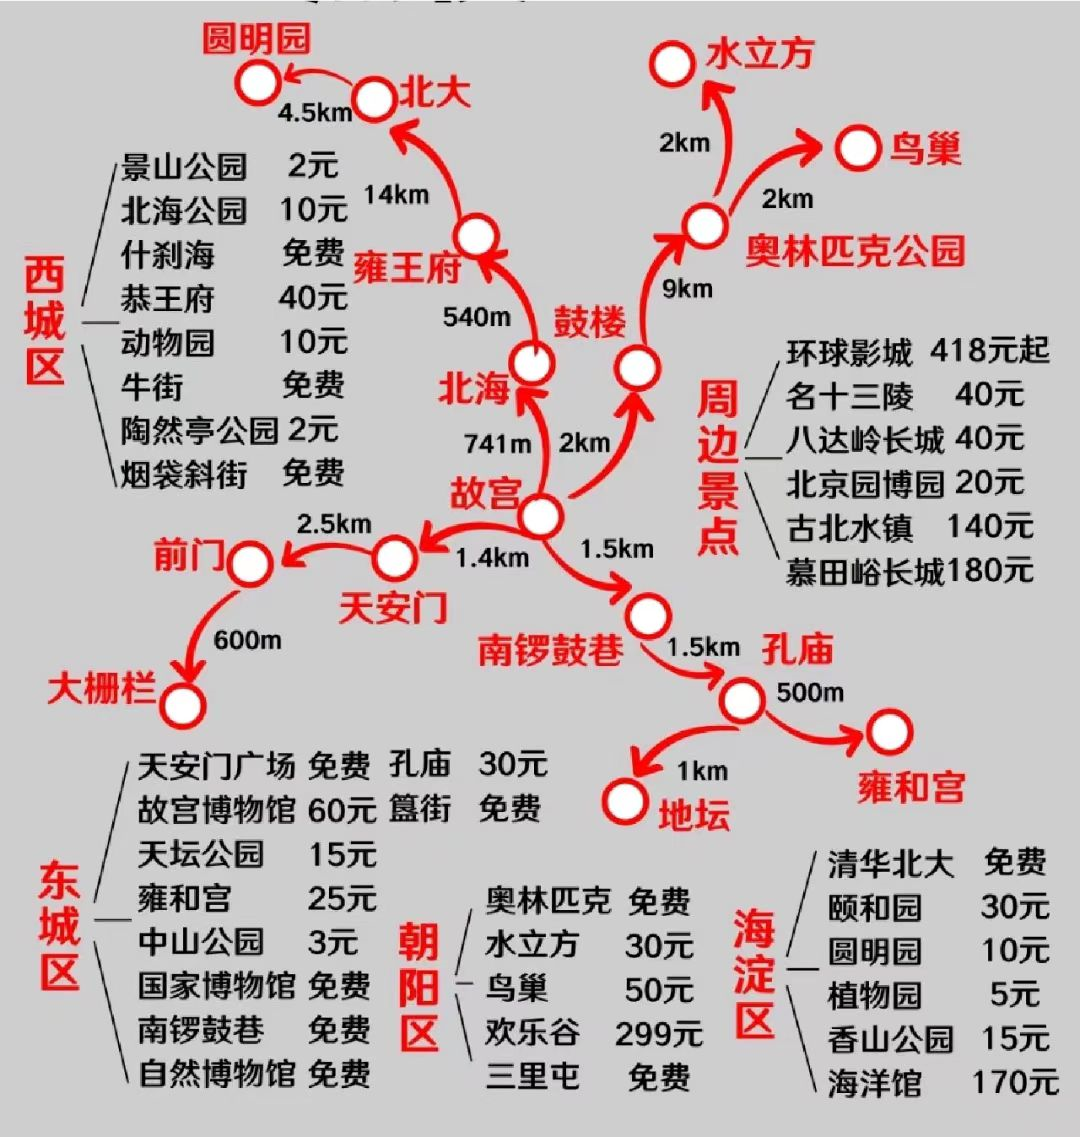 圆明园
水立方
北大
4.5km
2km
鸟巢
14km
2km
雍王府
奥林匹克公园
540m
鼓楼
9km
北海
741m
2km
故宫
2.5km
1.4km
1.5km
前门
天安门
600m
南锣鼓巷
1.5km
孔庙
500m
大栅栏
1km
地坛
雍和宫
西城区
景山公园 2元
北海公园 10元
什刹海 免费
恭王府 40元
动物园 10元
牛街 免费
陶然亭公园 2元
烟袋斜街 免费
周边景点
环球影城 418元起
名十三陵 40元
八达岭长城 40元
北京园博园 20元
古北水镇 140元
慕田峪长城 180元
东城区
天安门广场 免费 孔庙 30元
故宫博物馆 60元 簋街 免费
天坛公园 15元
雍和宫 25元
中山公园 3元
国家博物馆 免费
南锣鼓巷 免费
自然博物馆 免费
朝阳区
奥林匹克 免费
水立方 30元
鸟巢 50元
欢乐谷 299元
三里屯 免费
海淀区
清华北大 免费
颐和园 30元
圆明园 10元
植物园 5元
香山公园 15元
海洋馆 170元